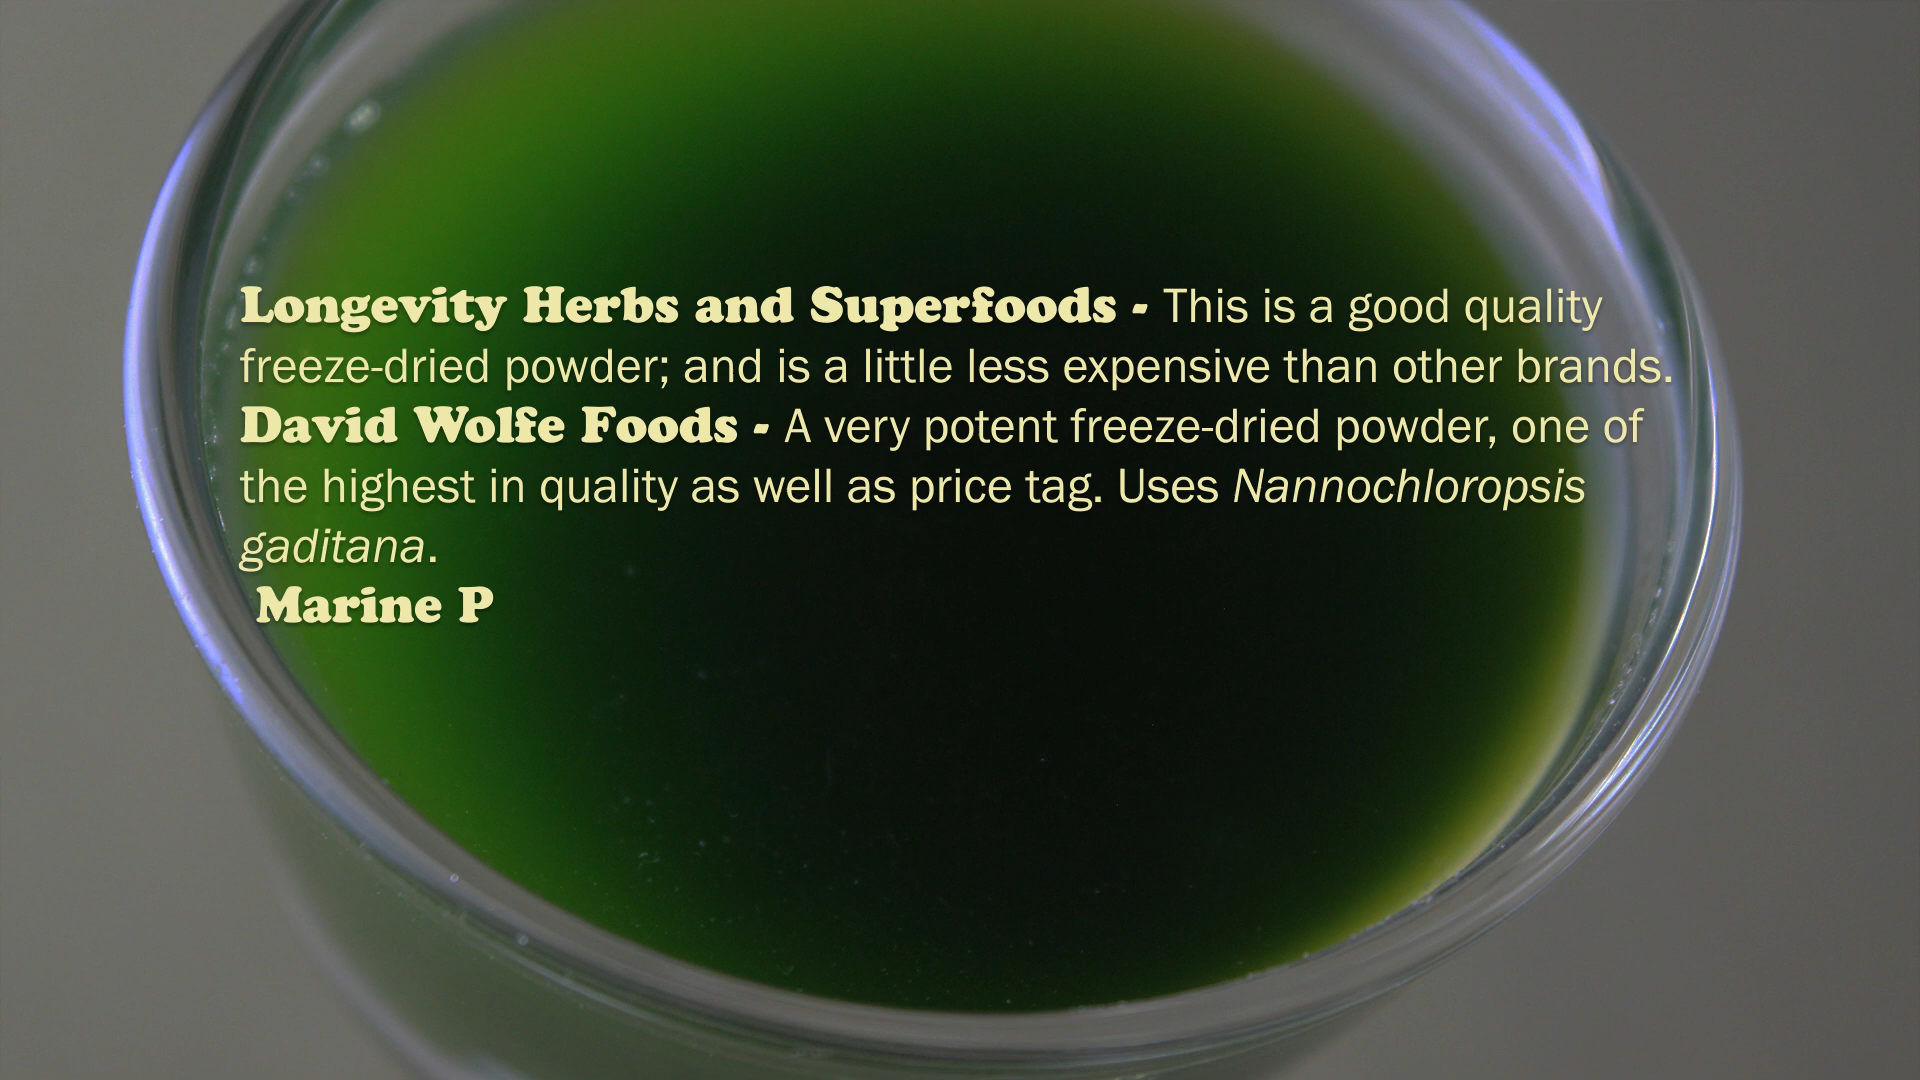 Longevity Herbs and Superfoods - This is a good quality
freeze-dried powder; and is a little less expensive than other brands.
David Wolfe Foods - A very potent freeze-dried powder, one of
the highest in quality as well as price tag. Uses Nannochloropsis
gaditana.
Marine P